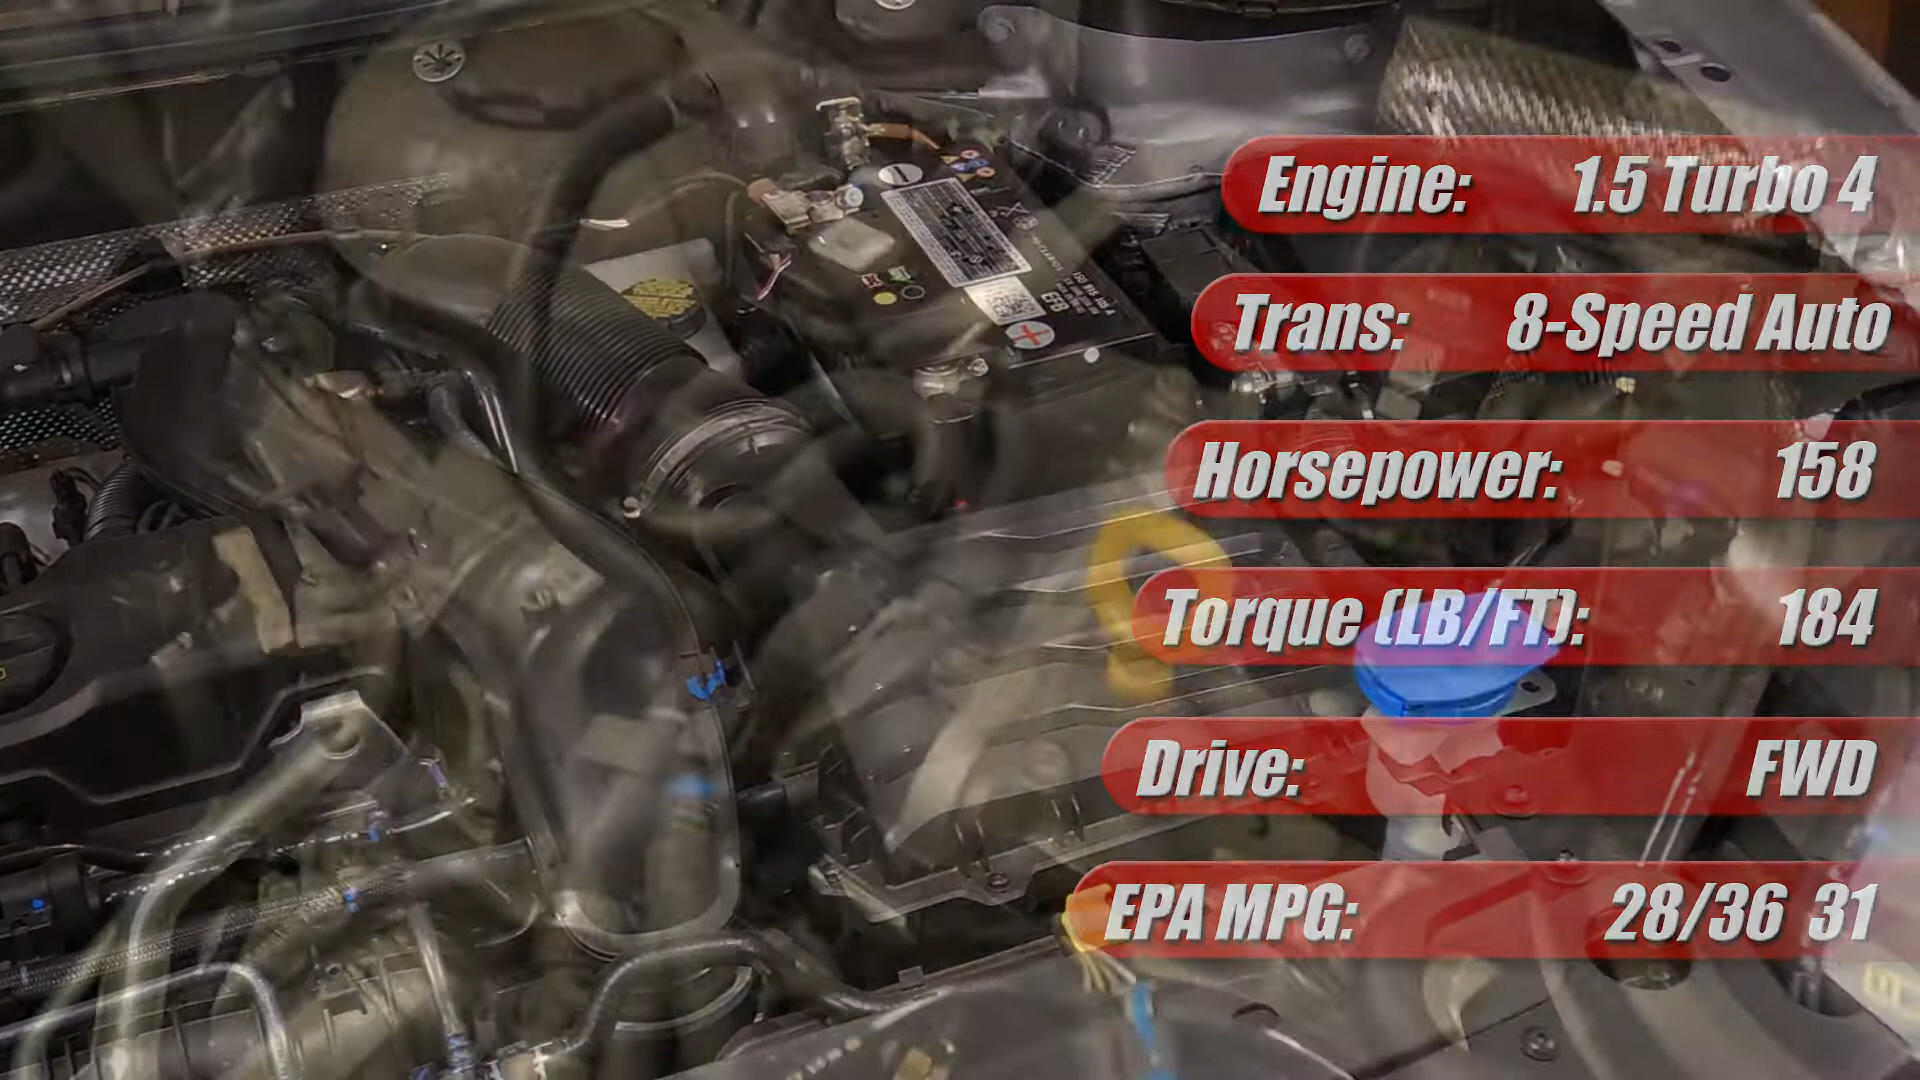 Engine: 1.5 Turbo 4
Trans: 8-Speed Auto
Horsepower: 158
Torque (LB/FT): 184
Drive: FWD
EPA MPG: 28/36 31
EFB